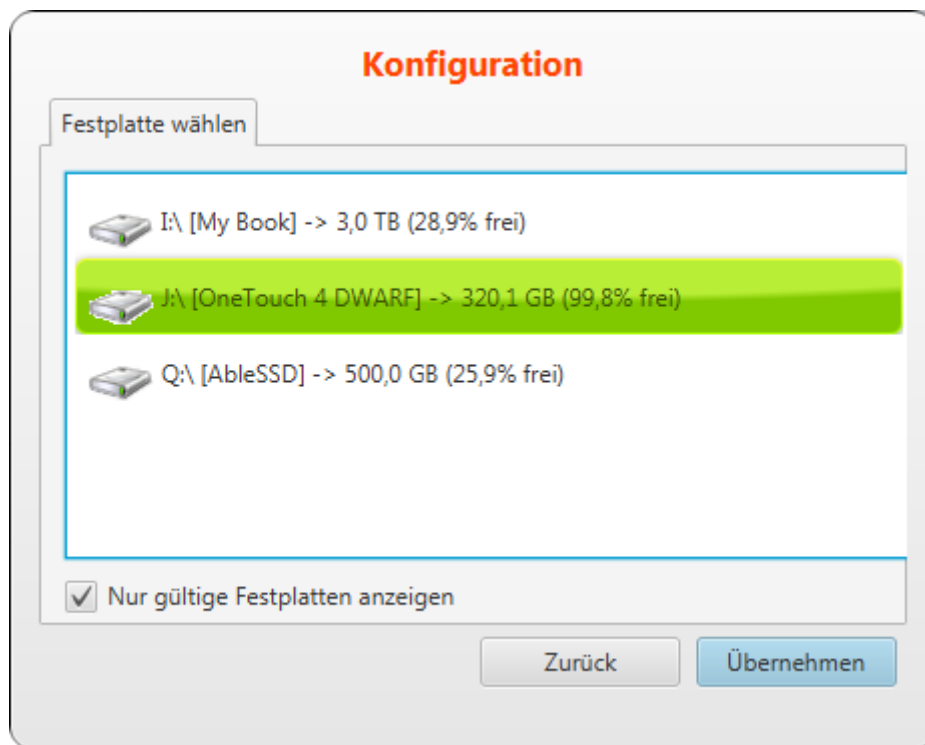 Konfiguration
Festplatte wählen
I:\ [My Book] -> 3,0 TB (28,9% frei)
J:\ [OneTouch 4 DWARF] -> 320,1 GB (99,8% frei)
Q:\ [AbleSSD] -> 500,0 GB (25,9% frei)
Nur gültige Festplatten anzeigen
Zurück
Übernehmen